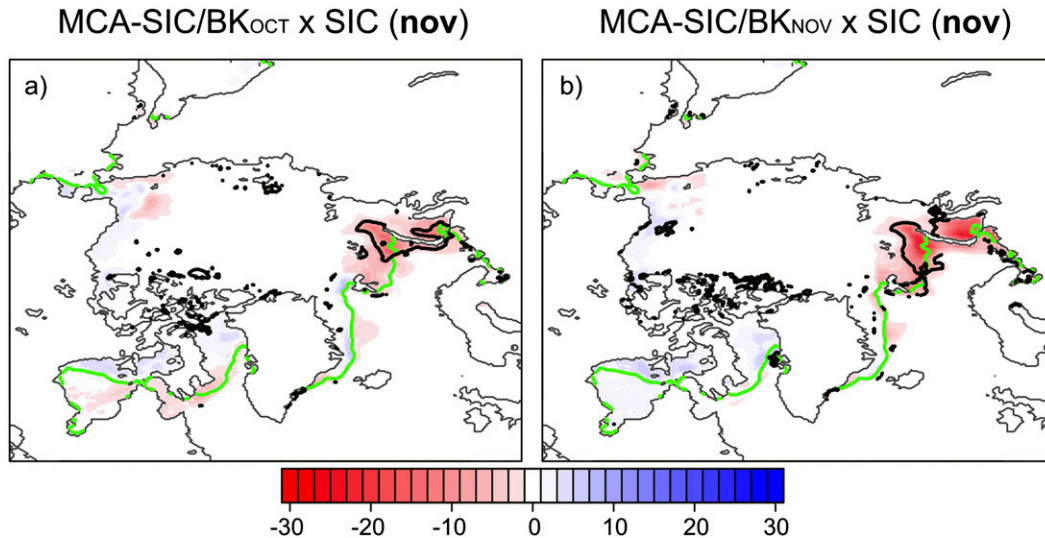 MCA-SIC/BKOCT x SIC (nov)
MCA-SIC/BKNOV x SIC (nov)
a)
b)
-30 -20 -10 0 10 20 30